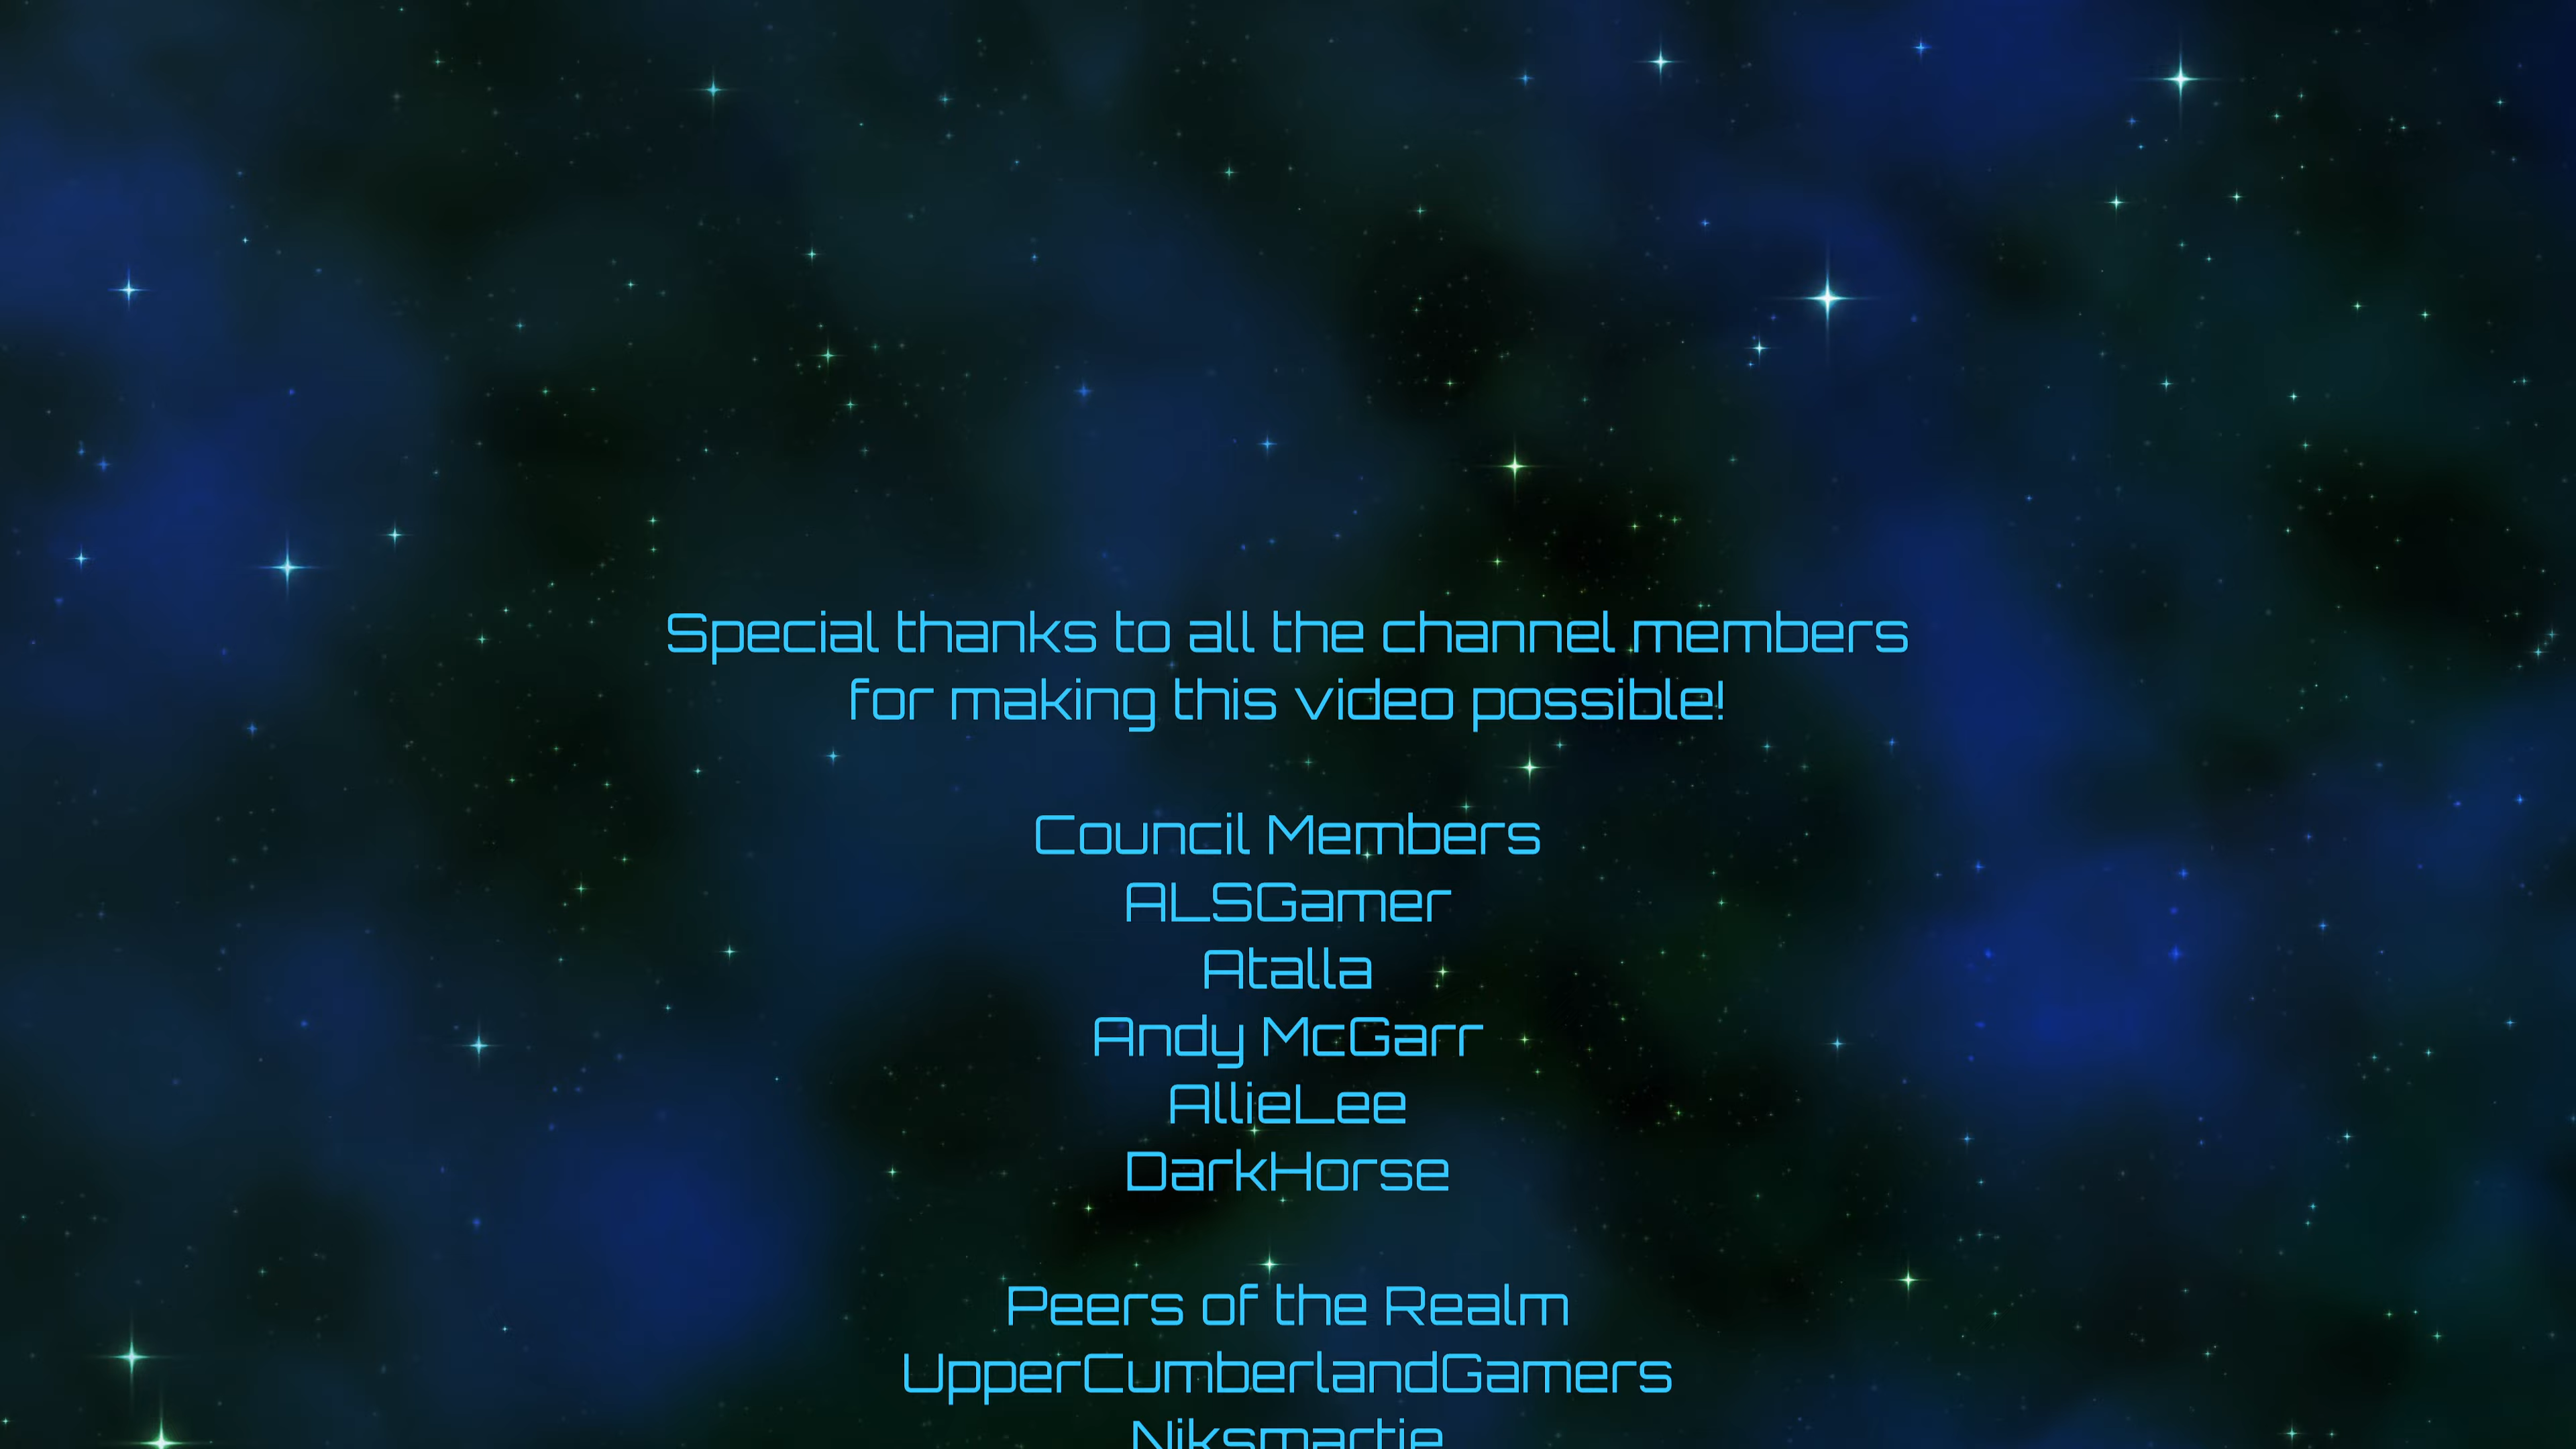 Special thanks to all the channel members
for making this video possible!
Council Members
ALSGamer
Atalla
Andy McGarr
AllieLee
DarkHorse
Peers of the Realm
UpperCumberlandGamers
Niksmartie